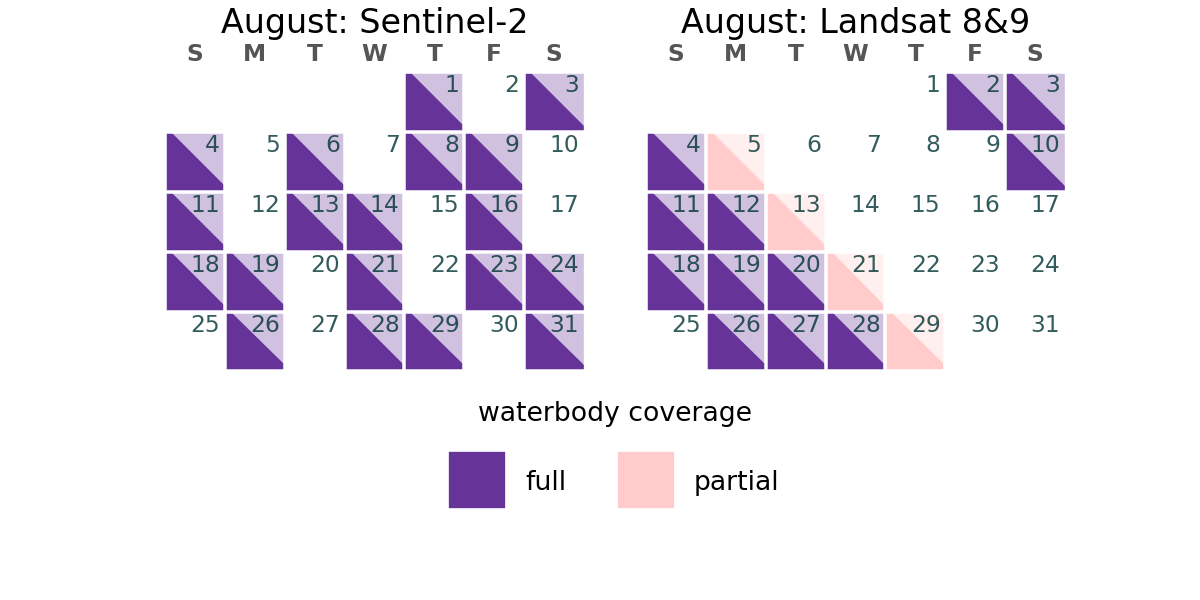 August: Sentinel-2
S M T W T F S
1 2 3
4 5 6 7 8 9 10
11 12 13 14 15 16 17
18 19 20 21 22 23 24
25 26 27 28 29 30 31
August: Landsat 8&9
S M T W T F S
1 2 3
4 5 6 7 8 9 10
11 12 13 14 15 16 17
18 19 20 21 22 23 24
25 26 27 28 29 30 31
waterbody coverage
full partial